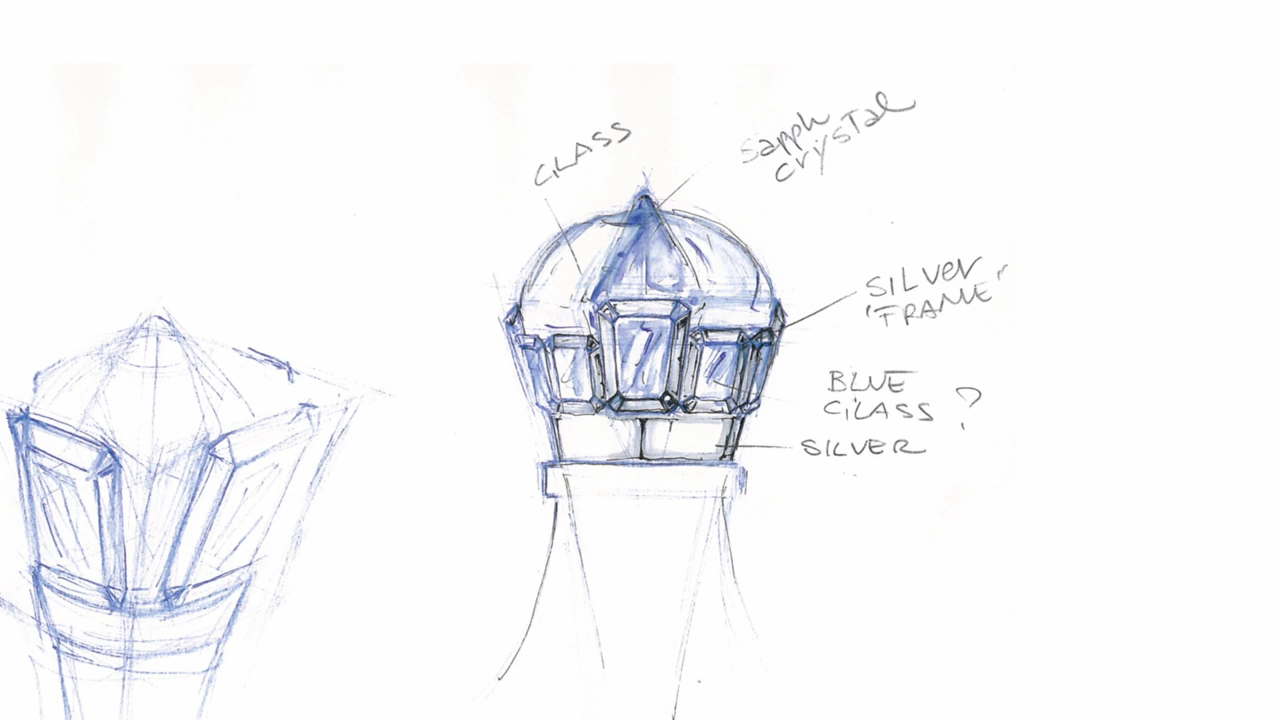 GLASS
Sapph
crySTal
SILVER
"FRAME"
BLUE
GLASS ?
SILVER